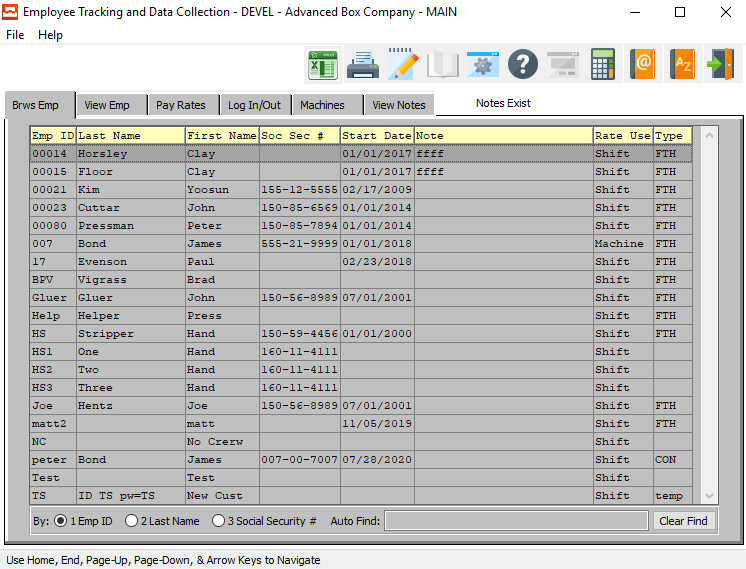 Employee Tracking and Data Collection - DEVEL - Advanced Box Company - MAIN
File Help
Brws Emp View Emp Pay Rates Log In/Out Machines View Notes Notes Exist
Emp ID Last Name First Name Soc Sec # Start Date Note Rate Use Type
00014 Horsley Clay 01/01/2017 ffff Shift FTH
00015 Floor Clay 01/01/2017 ffff Shift FTH
00021 Kim Yoosun 155-12-5555 02/17/2009 Shift FTH
00023 Cuttar John 150-85-6569 01/01/2014 Shift FTH
00080 Pressman Peter 150-85-7894 01/01/2014 Shift FTH
007 Bond James 555-21-9999 01/01/2018 Machine FTH
17 Evenson Paul 02/23/2018 Shift FTH
BPV Vigrass Brad Shift FTH
Gluer Gluer John 150-56-8989 07/01/2001 Shift FTH
Help Helper Press Shift FTH
HS Stripper Hand 150-59-4456 01/01/2000 Shift FTH
HS1 One Hand 160-11-4111 Shift
HS2 Two Hand 160-11-4111 Shift
HS3 Three Hand 160-11-4111 Shift
Joe Hentz Joe 150-56-8989 07/01/2001 Shift FTH
matt2 matt 11/05/2019 Shift FTH
NC No Crerw Shift
peter Bond James 007-00-7007 07/28/2020 Shift CON
Test Test Shift
TS ID TS pw=TS New Cust Shift temp
By: 1 Emp ID 2 Last Name 3 Social Security # Auto Find: Clear Find
Use Home, End, Page-Up, Page-Down, & Arrow Keys to Navigate